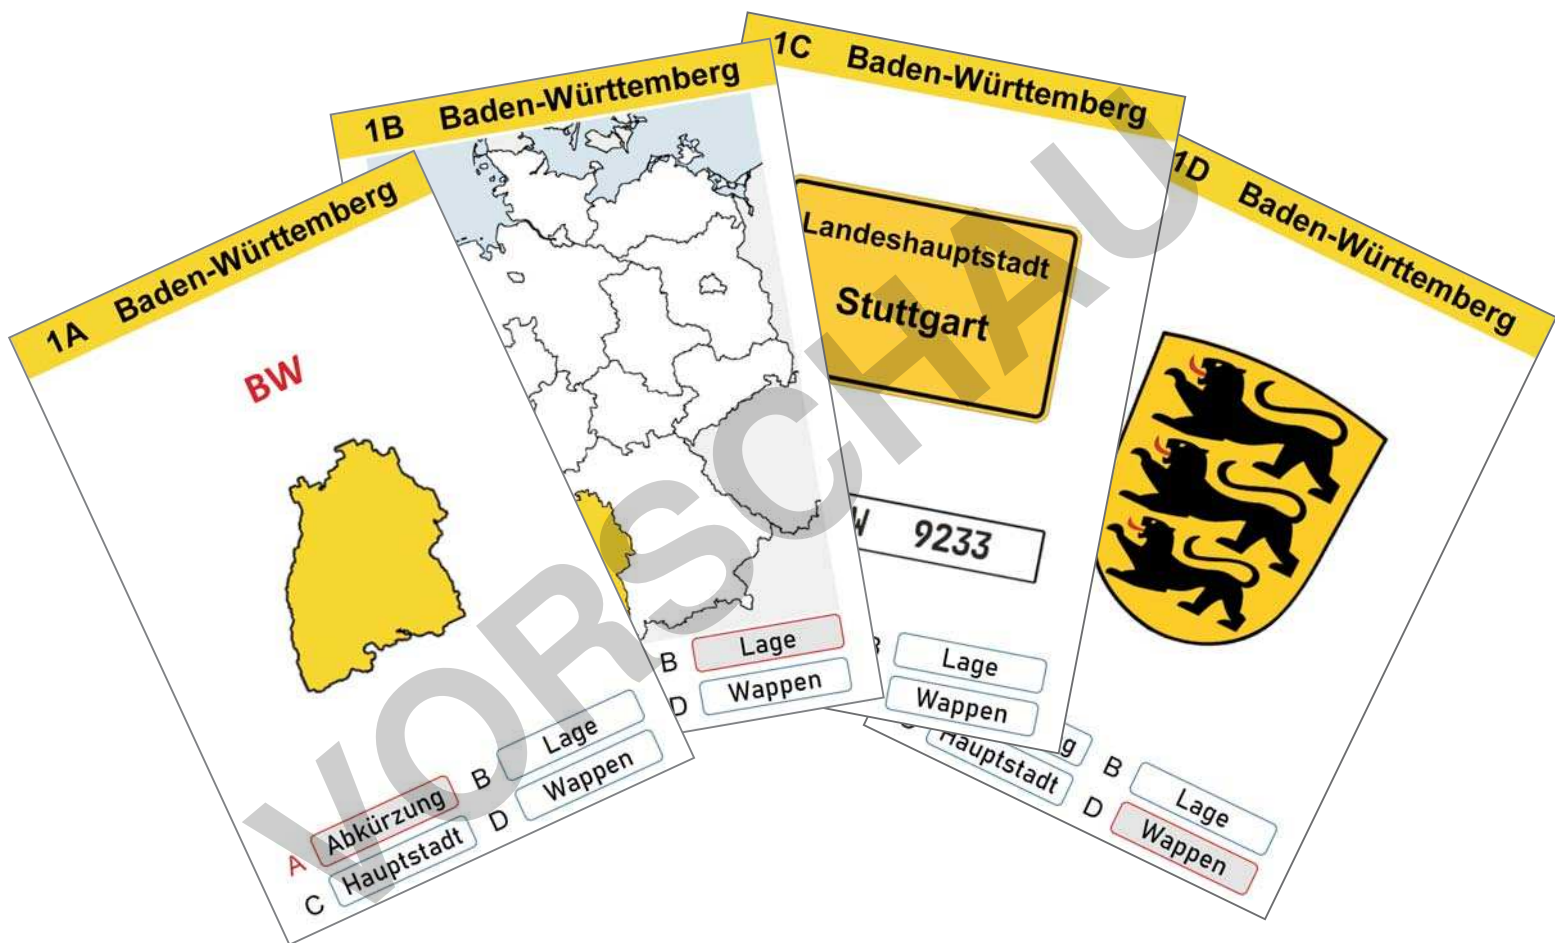 1A Baden-Württemberg
BW
A Abkürzung
B Lage
C Hauptstadt
D Wappen
1B Baden-Württemberg
B Lage
D Wappen
1C Baden-Württemberg
Landeshauptstadt
Stuttgart
W 9233
B Lage
Wappen
1D Baden-Württemberg
g
B Lage
C Hauptstadt
D Wappen
VORSCHAU